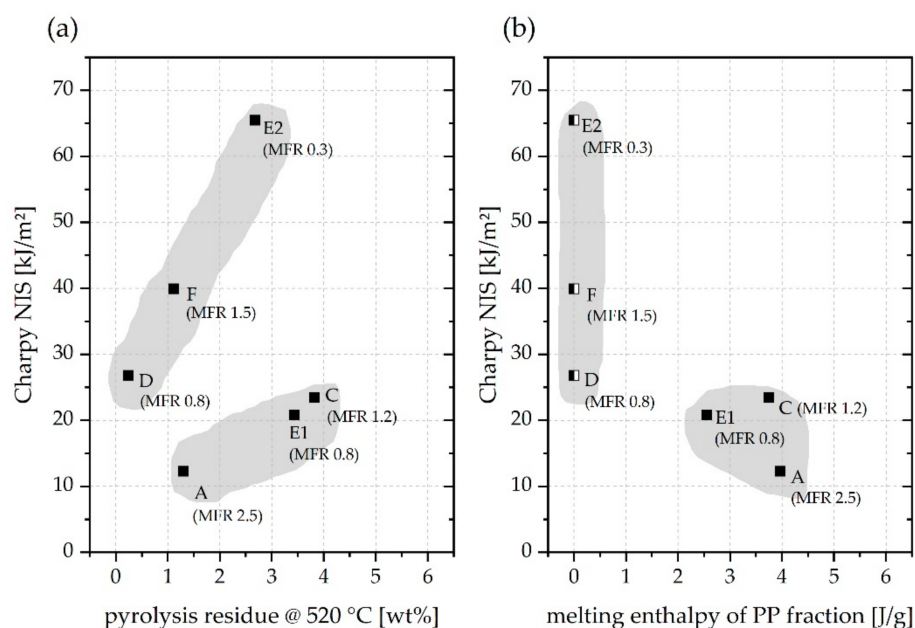 (a)
Charpy NIS [kJ/m²]
70
60
50
40
30
20
10
0
E2
(MFR 0.3)
F
(MFR 1.5)
D
(MFR 0.8)
C
(MFR 1.2)
E1
(MFR 0.8)
A
(MFR 2.5)
0 1 2 3 4 5 6
pyrolysis residue @ 520 °C [wt%]
(b)
Charpy NIS [kJ/m²]
70
60
50
40
30
20
10
0
E2
(MFR 0.3)
F
(MFR 1.5)
D
(MFR 0.8)
C (MFR 1.2)
E1
(MFR 0.8)
A
(MFR 2.5)
0 1 2 3 4 5 6
melting enthalpy of PP fraction [J/g]